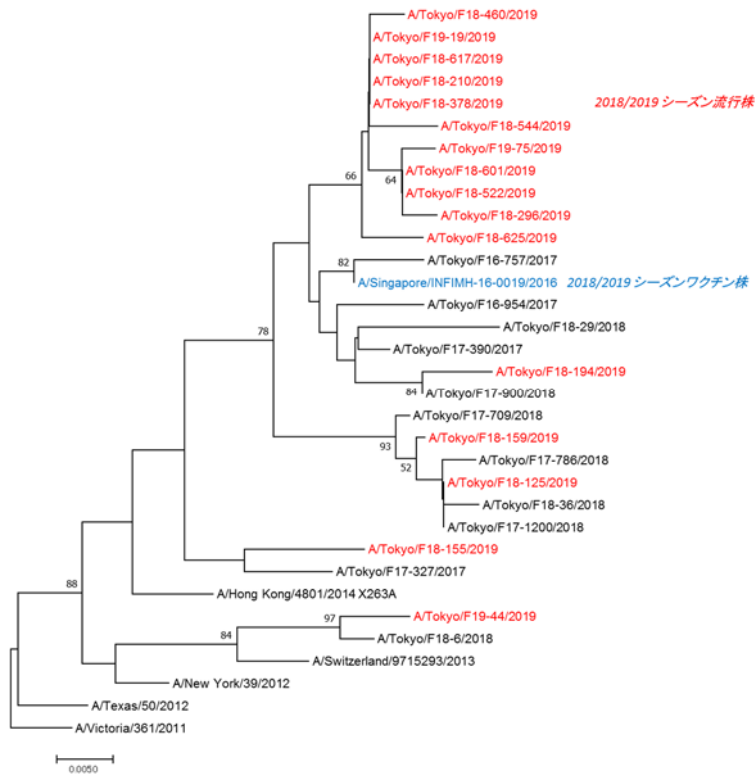 A/Tokyo/F18-460/2019
A/Tokyo/F19-19/2019
A/Tokyo/F18-617/2019
A/Tokyo/F18-210/2019
A/Tokyo/F18-378/2019 2018/2019 シーズン流行株
A/Tokyo/F18-544/2019
A/Tokyo/F19-75/2019
66
64
A/Tokyo/F18-601/2019
A/Tokyo/F18-522/2019
A/Tokyo/F18-296/2019
A/Tokyo/F18-625/2019
82
A/Tokyo/F16-757/2017
A/Singapore/INFIMH-16-0019/2016 2018/2019 シーズンワクチン株
A/Tokyo/F16-954/2017
78
A/Tokyo/F18-29/2018
A/Tokyo/F17-390/2017
A/Tokyo/F18-194/2019
84
A/Tokyo/F17-900/2018
A/Tokyo/F17-709/2018
93
A/Tokyo/F18-159/2019
52
A/Tokyo/F17-786/2018
A/Tokyo/F18-125/2019
A/Tokyo/F18-36/2018
A/Tokyo/F17-1200/2018
A/Tokyo/F18-155/2019
A/Tokyo/F17-327/2017
88
A/Hong Kong/4801/2014 X263A
97
A/Tokyo/F19-44/2019
84
A/Tokyo/F18-6/2018
A/Switzerland/9715293/2013
A/New York/39/2012
A/Texas/50/2012
A/Victoria/361/2011
0.0050